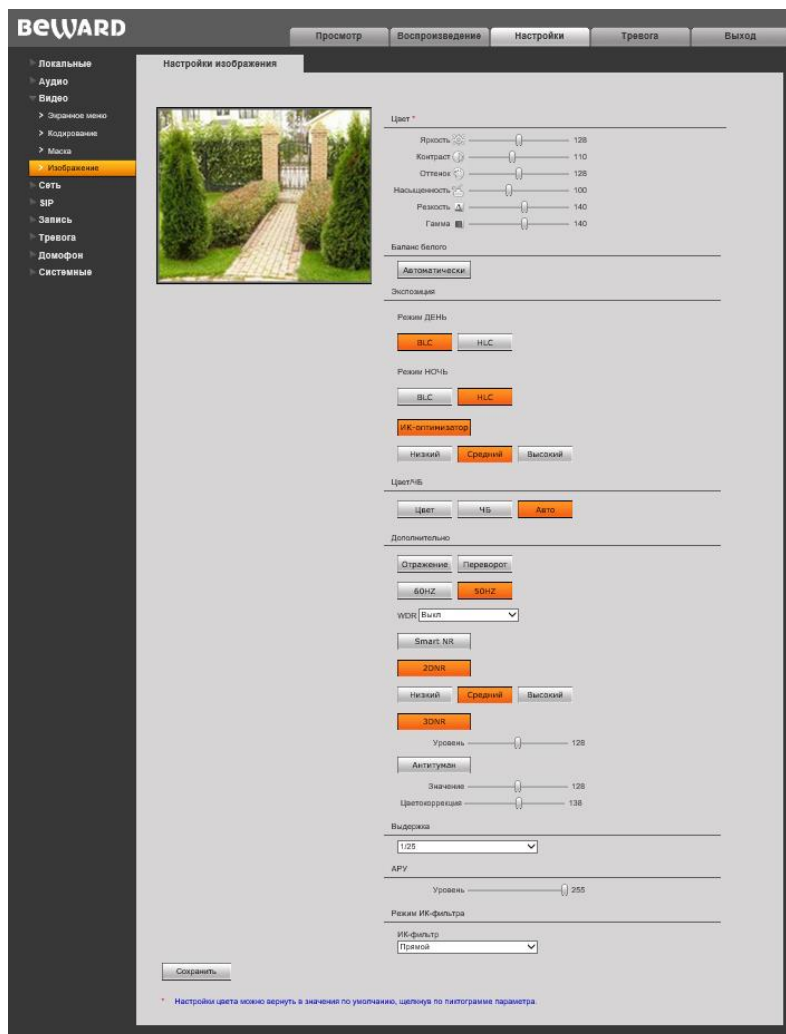 BEWARD
Просмотр Воспроизведение Настройки Тревога Выход
Локальные
Аудио
Видео
Экранное меню
Кодирование
Маска
Изображение
Сеть
SIP
Запись
Тревога
Домофон
Системные
Настройки изображения
Цвет *
Яркость 128
Контраст 110
Оттенок 128
Насыщенность 100
Резкость 140
Гамма 140
Баланс белого
Автоматически
Экспозиция
Режим ДЕНЬ
BLC HLC
Режим НОЧЬ
BLC HLC
ИК-оптимизатор
Низкий Средний Высокий
Цвет/ЧБ
Цвет ЧБ Авто
Дополнительно
Отражение Переворот
60HZ 50HZ
WDR Выкл
Smart NR
2DNR
Низкий Средний Высокий
3DNR
Уровень 128
Антитуман
Значение 128
Цветокоррекция 138
Выдержка
1/25
АРУ
Уровень 255
Режим ИК-фильтра
ИК-фильтр
Прямой
Сохранить
* Настройки цвета можно вернуть в значения по умолчанию, щелкнув по пиктограмме параметра.